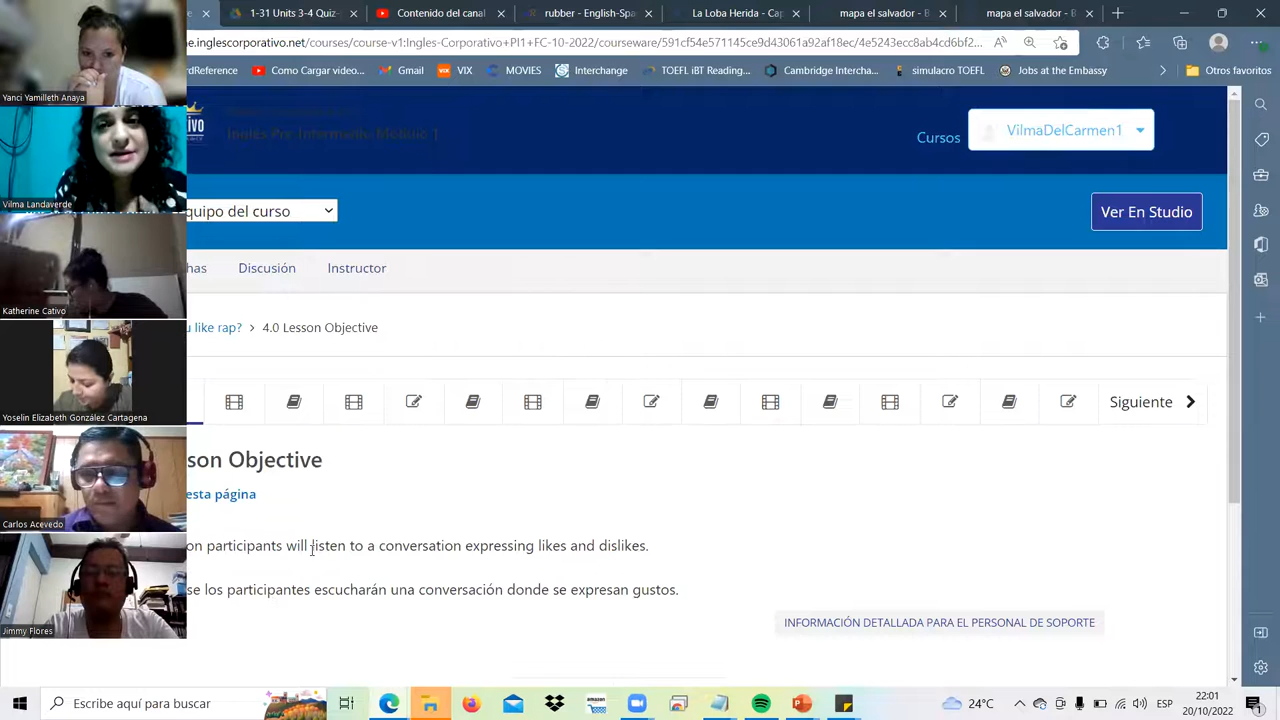 1-31 Units 3-4 Quiz -
rubber - English-Spa
La Loba Herida - Cap
mapa el salvador - B
mapa el salvador - B
ne.inglescorporativo.net/courses/course-v1:Ingles-Corporativo+PI1+FC-10-2022/courseware/591cf54e571145ce9d43061a92af18ec/4e5243ecc8ab4cd6bf2...
rdReference
Como Cargar video...
Gmail
VIX
MOVIES
Interchange
TOEFL iBT Reading...
Cambridge Intercha...
simulacro TOEFL
Jobs at the Embassy
Otros favoritos
Yanci Yamilleth Anaya
Cursos
VilmaDelCarmen1
Vilma Landaverde
quipo del curso
Ver En Studio
has
Discusión
Instructor
Katherine Cativo
u like rap?
4.0 Lesson Objective
Siguiente
Yoselin Elizabeth González Cartagena
son Objective
esta página
Carlos Acevedo
on participants will listen to a conversation expressing likes and dislikes.
se los participantes escucharán una conversación donde se expresan gustos.
INFORMACIÓN DETALLADA PARA EL PERSONAL DE SOPORTE
Jimmy Flores
Escribe aquí para buscar
24°C
ESP
22:01
20/10/2022